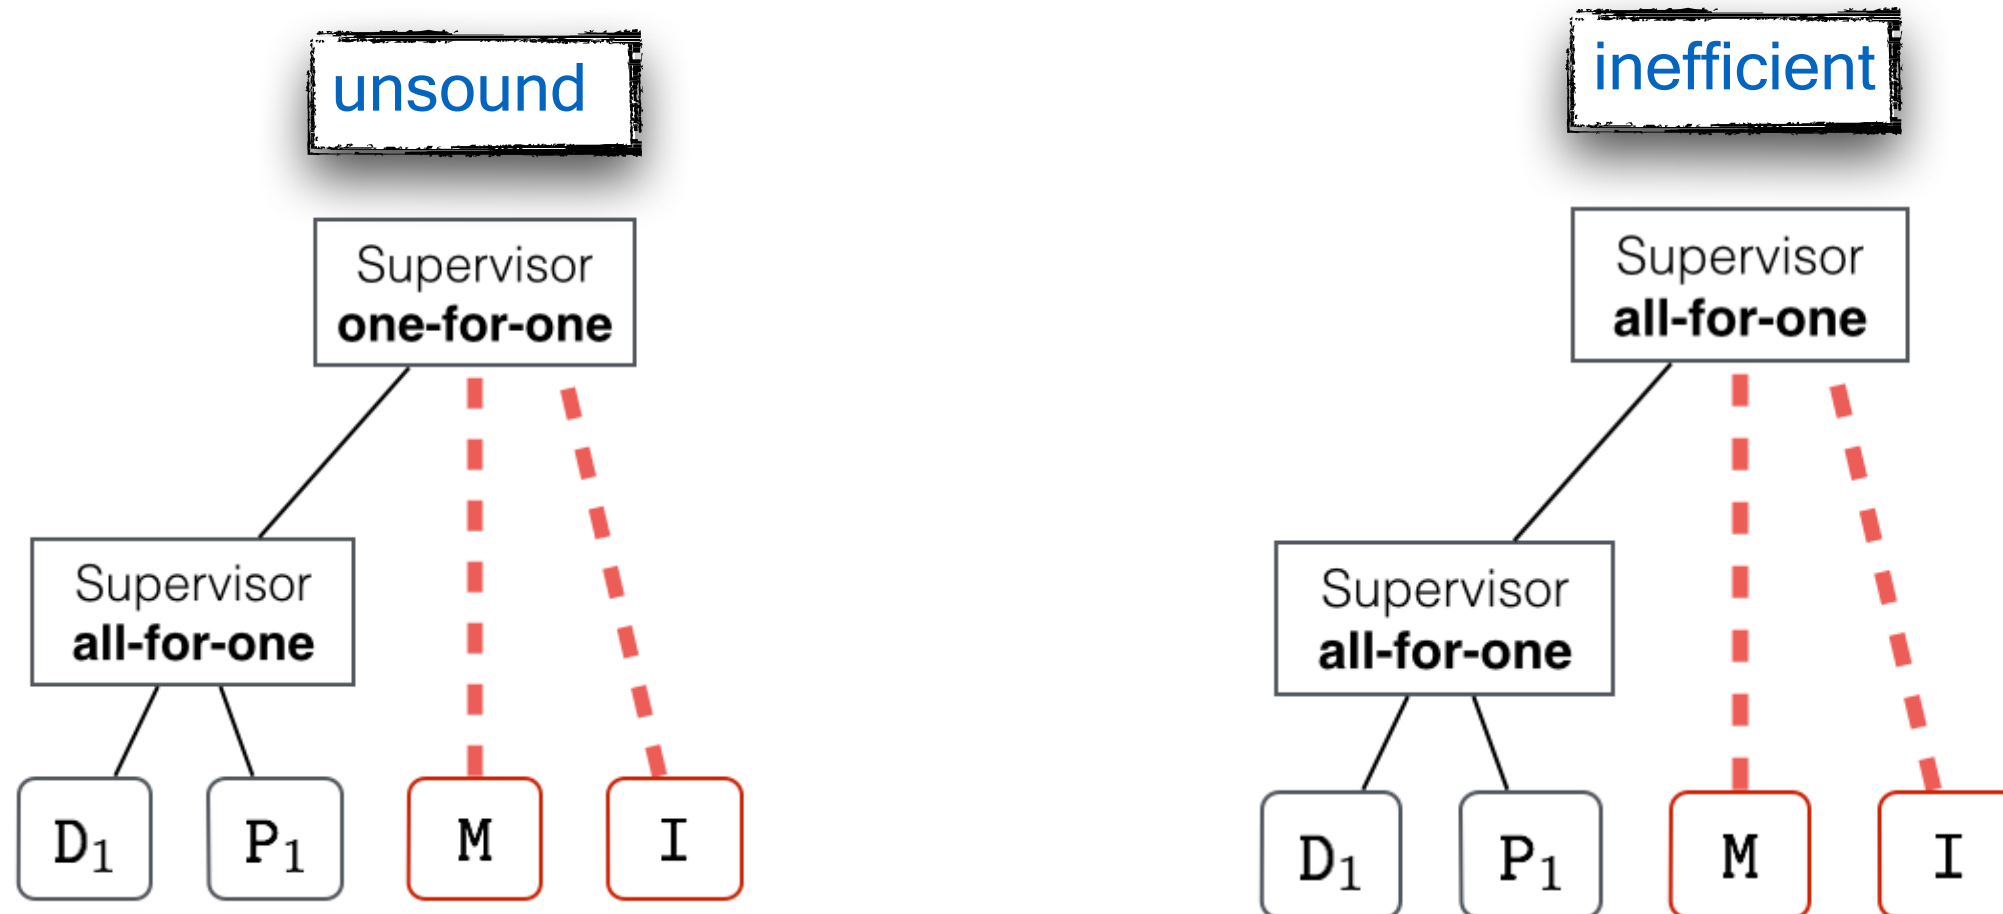 unsound
Supervisor
one-for-one
Supervisor
all-for-one
D₁
P₁
M
I
inefficient
Supervisor
all-for-one
Supervisor
all-for-one
D₁
P₁
M
I